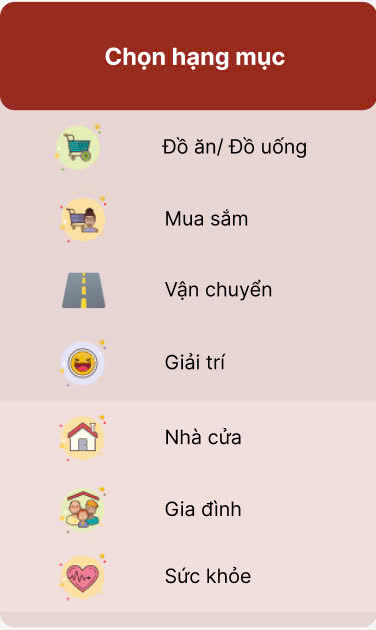 Chọn hạng mục
Đồ ăn/ Đồ uống
Mua sắm
Vận chuyển
Giải trí
Nhà cửa
Gia đình
Sức khỏe